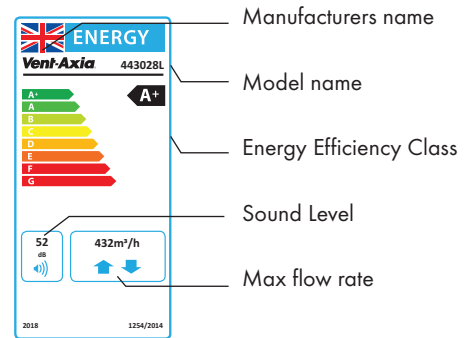 Manufacturers name
ENERGY
Vent-Axia 443028L
Model name
A+
A+
A
B
C
D
E
F
G
Energy Efficiency Class
Sound Level
52
dB
432m³/h
Max flow rate
2018 1254/2014